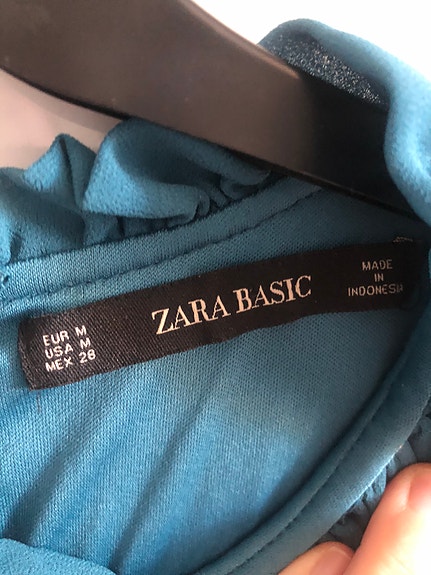 EUR M
USA M
MEX 28
ZARA BASIC
MADE
IN
INDONESIA